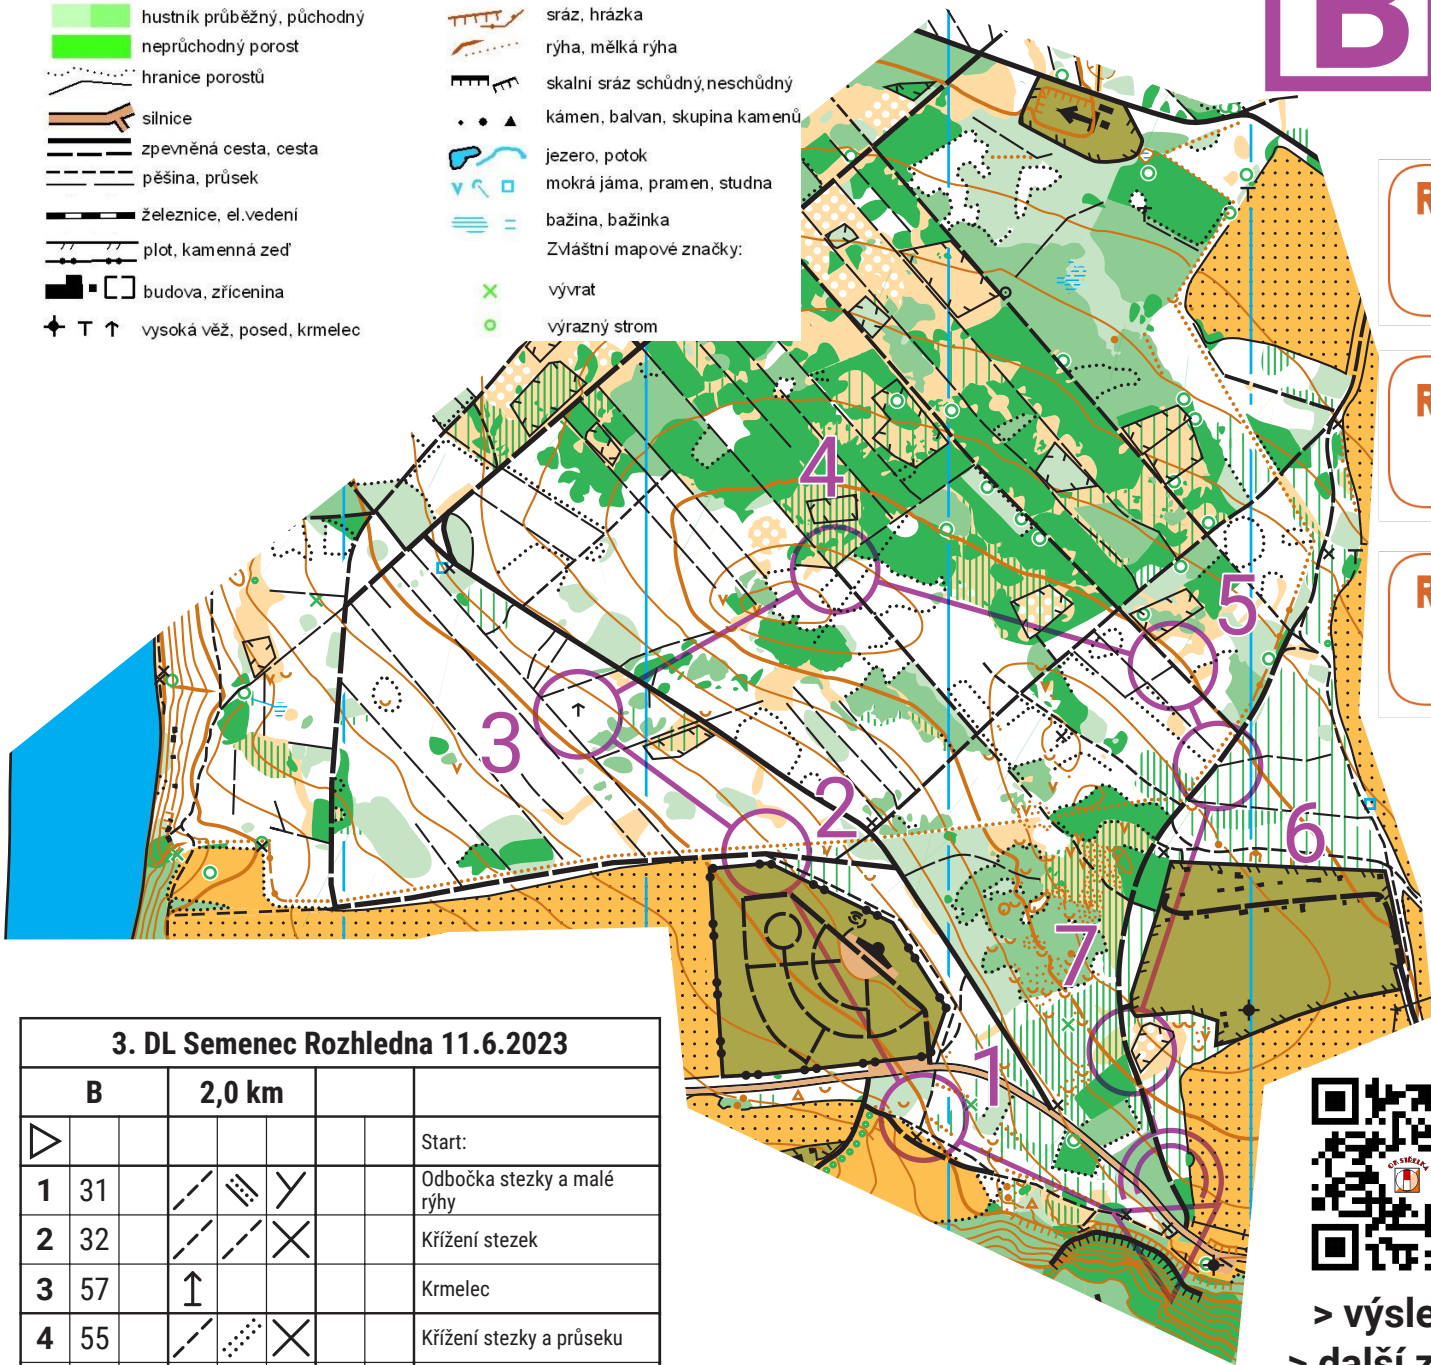 hustník průběžný, půchodný
neprůchodný porost
hranice porostů
silnice
zpevněná cesta, cesta
pěšina, průsek
železnice, el.vedení
plot, kamenná zeď
budova, zřícenina
vysoká věž, posed, krmelec
sráz, hrázka
rýha, mělká rýha
skalní sráz schůdný, neschůdný
kámen, balvan, skupina kamenů
jezero, potok
mokrá jáma, pramen, studna
bažina, bažinka
Zvláštní mapové značky:
vývrat
výrazný strom
B
R
R
R
4
5
3
2
6
7
1
3. DL Semenec Rozhledna 11.6.2023
B 2,0 km
Start:
1 31 Odbočka stezky a malé
rýhy
2 32 Křížení stezek
3 57 Krmelec
4 55 Křížení stezky a průseku
> výsle
> další z